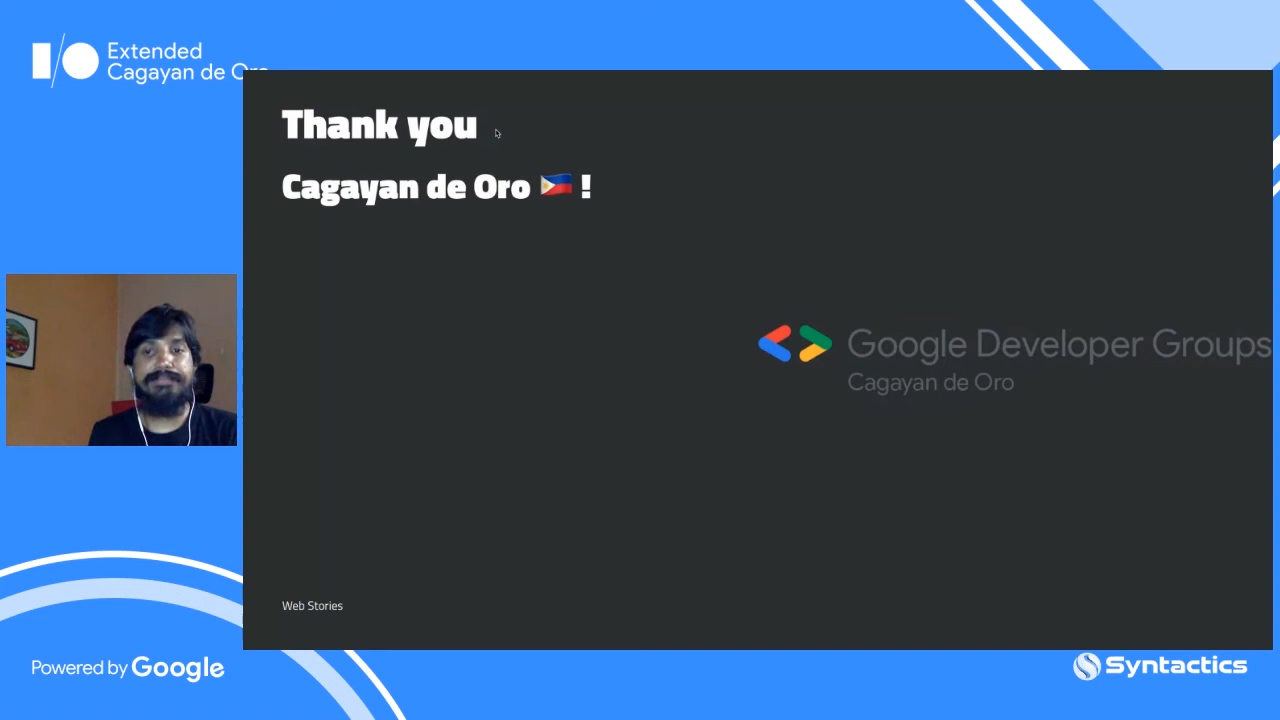 I/O Extended
Cagayan de Oro
Thank you
Cagayan de Oro 🇵🇭 !
Google Developer Groups
Cagayan de Oro
Web Stories
Powered by Google
Syntactics